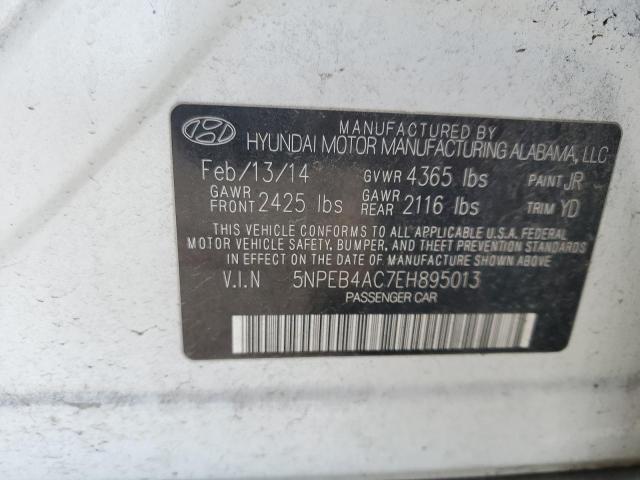 MANUFACTURED BY
HYUNDAI MOTOR MANUFACTURING ALABAMA, LLC
Feb/13/14 GVWR 4365 lbs PAINT JR
GAWR FRONT 2425 lbs GAWR REAR 2116 lbs TRIM YD
THIS VEHICLE CONFORMS TO ALL APPLICABLE U.S.A. FEDERAL
MOTOR VEHICLE SAFETY, BUMPER, AND THEFT PREVENTION STANDARDS
IN EFFECT ON THE DATE OF MANUFACTURE SHOWN ABOVE.
V.I.N 5NPEB4AC7EH895013
PASSENGER CAR